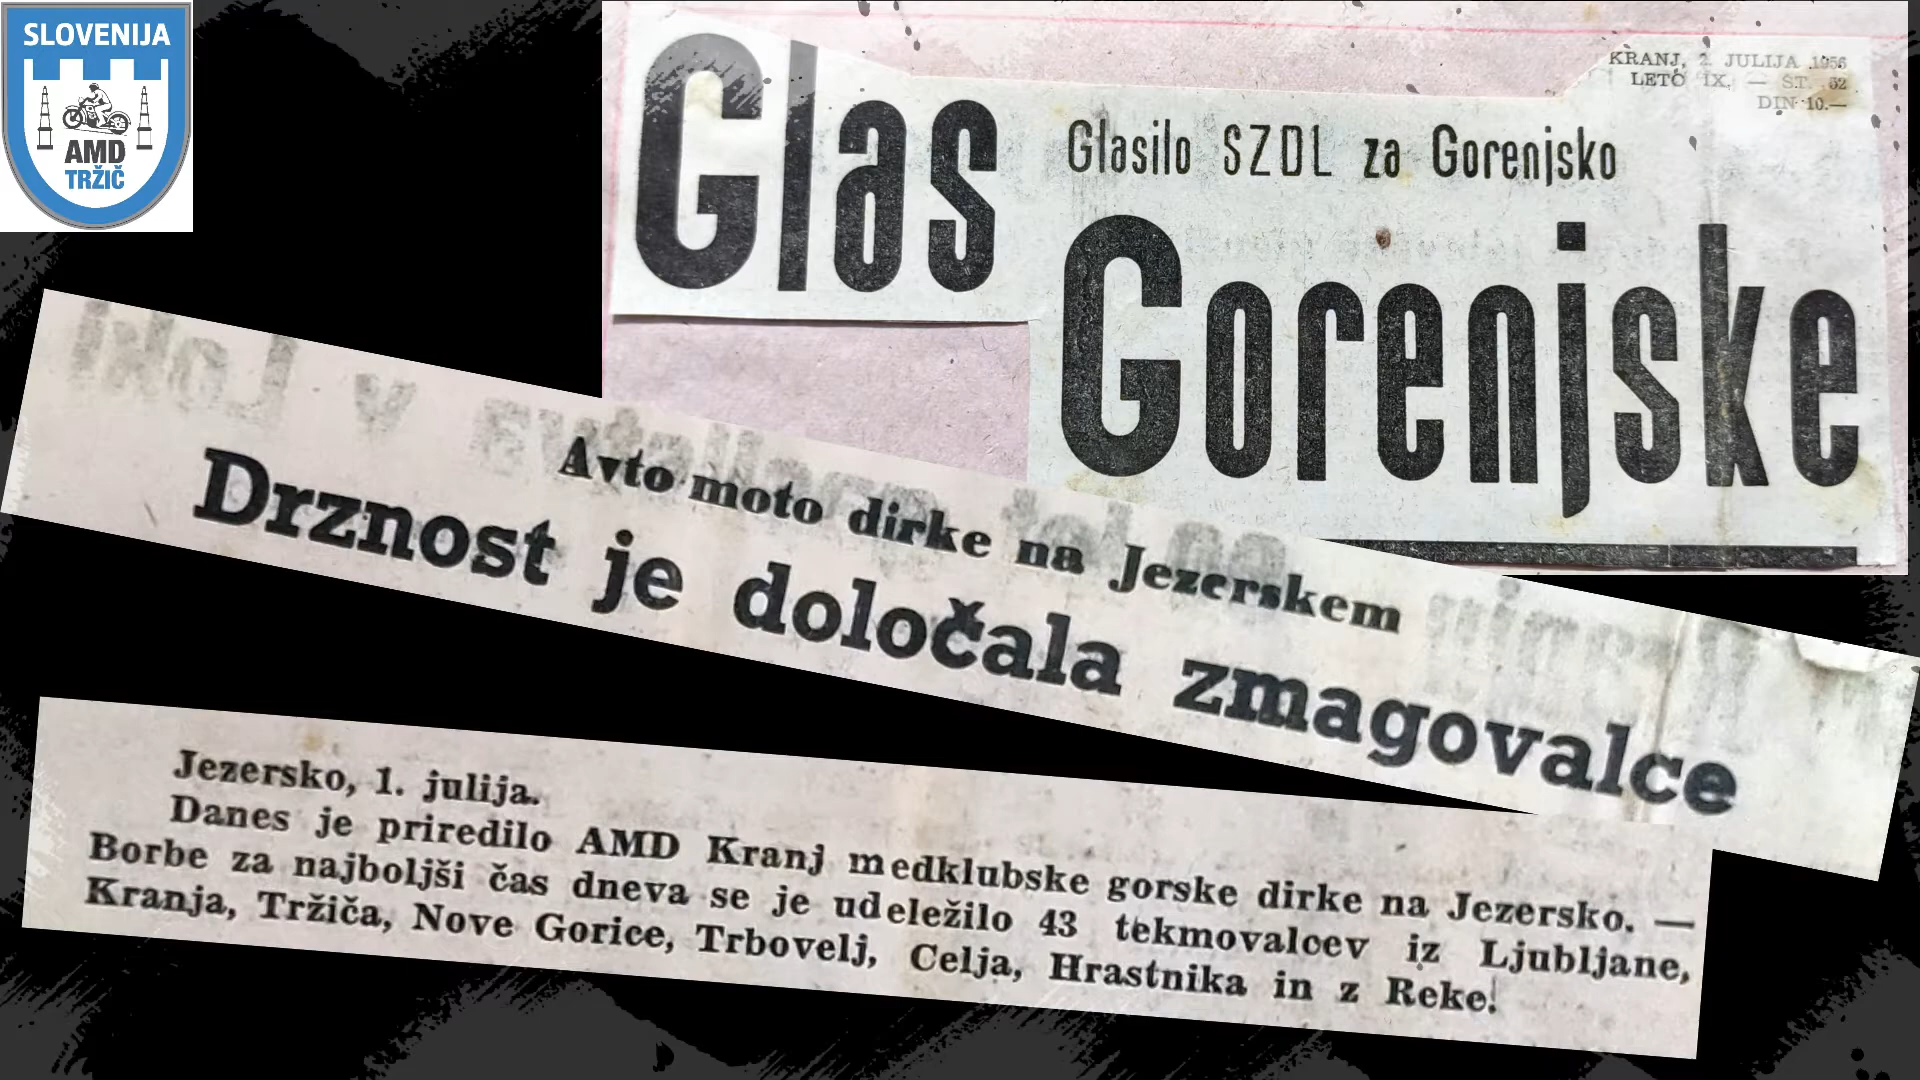 SLOVENIJA
AMD
TRŽIČ
KRANJ, 2. JULIJA 1956
LETO IX. — ŠT. 52
DIN 10.—
Glas
Glasilo SZDL za Gorenjsko
Gorenjske
Avto moto dirke na Jezerskem
Drznost je določala zmagovalce
Jezersko, 1. julija.
Danes je priredilo AMD Kranj medklubske gorske dirke na Jezersko. —
Borbe za najboljši čas dneva se je udeležilo 43 tekmovalcev iz Ljubljane,
Kranja, Tržiča, Nove Gorice, Trbovelj, Celja, Hrastnika in z Reke.